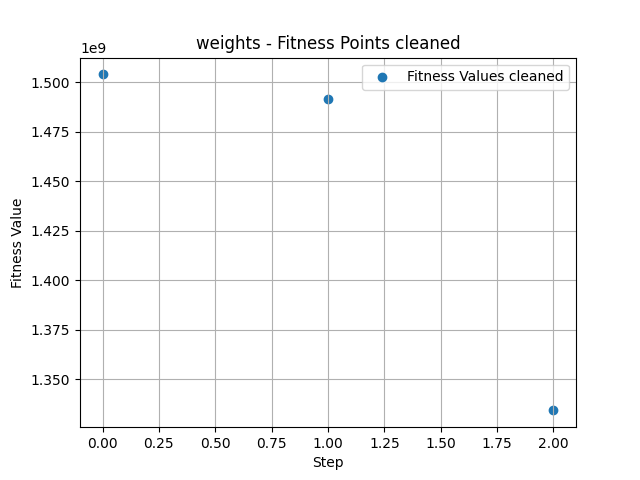 weights - Fitness Points cleaned
1e9
Fitness Values cleaned
1.500
1.475
1.450
1.425
1.400
1.375
1.350
Fitness Value
0.00 0.25 0.50 0.75 1.00 1.25 1.50 1.75 2.00
Step